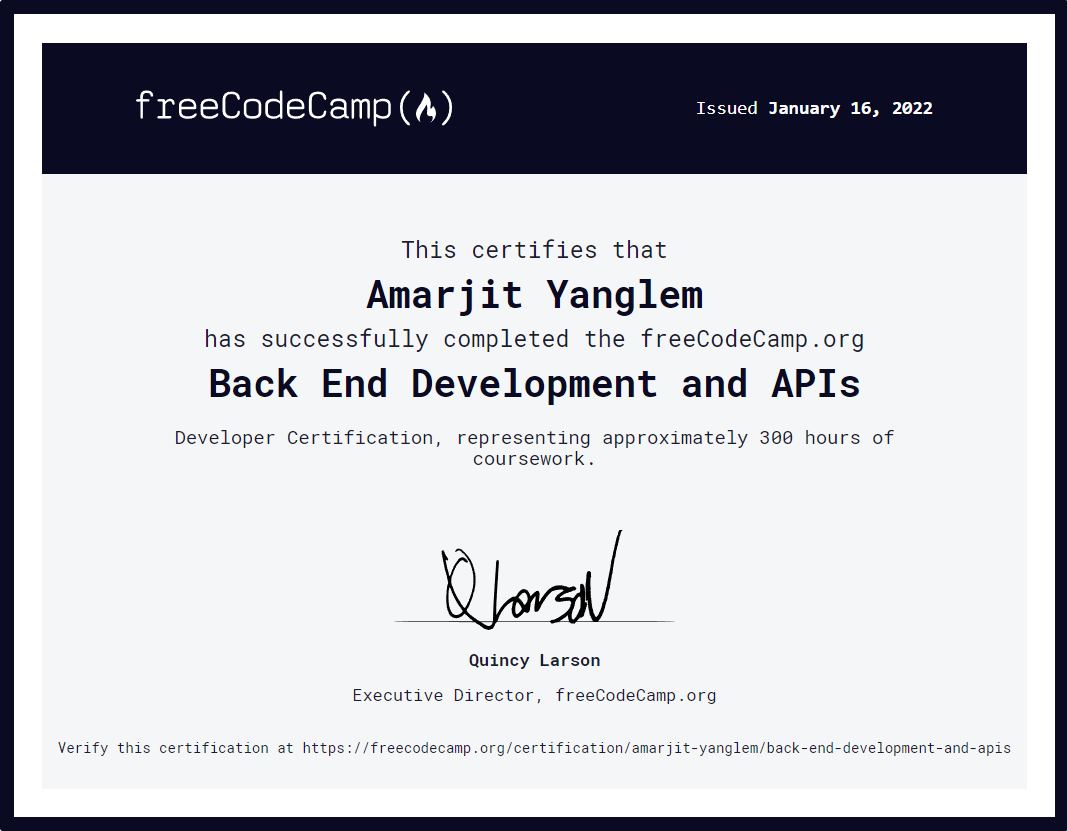 freeCodeCamp(🔥)
Issued January 16, 2022
This certifies that
Amarjit Yanglem
has successfully completed the freeCodeCamp.org
Back End Development and APIs
Developer Certification, representing approximately 300 hours of
coursework.
Q Larson
Quincy Larson
Executive Director, freeCodeCamp.org
Verify this certification at https://freecodecamp.org/certification/amarjit-yanglem/back-end-development-and-apis